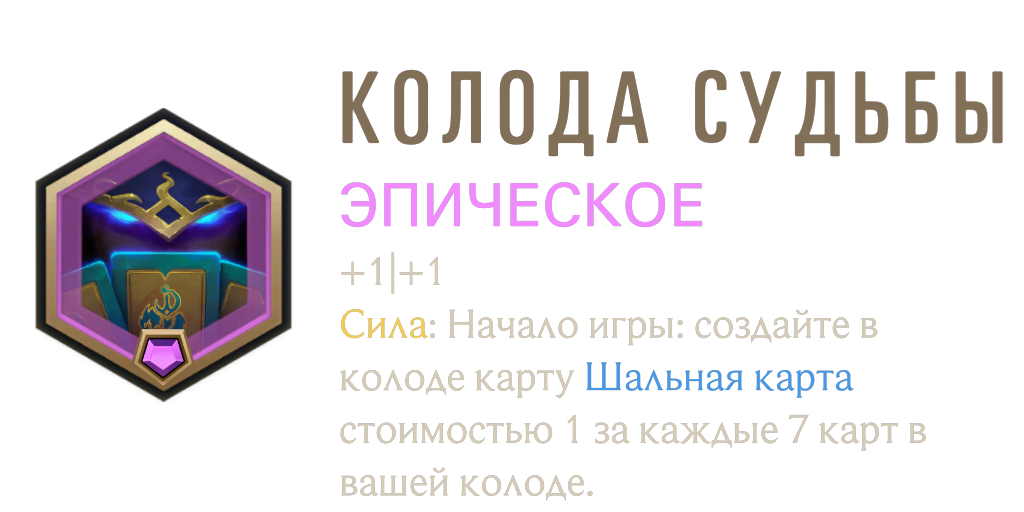 КОЛОДА СУДЬБЫ
ЭПИЧЕСКОЕ
+1|+1
Сила: Начало игры: создайте в
колоде карту Шальная карта
стоимостью 1 за каждые 7 карт в
вашей колоде.